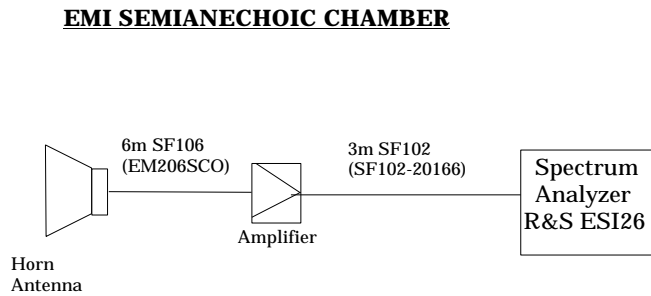 EMI SEMIANECHOIC CHAMBER
6m SF106
(EM206SCO)
3m SF102
(SF102-20166)
Spectrum
Analyzer
R&S ESI26
Amplifier
Horn
Antenna